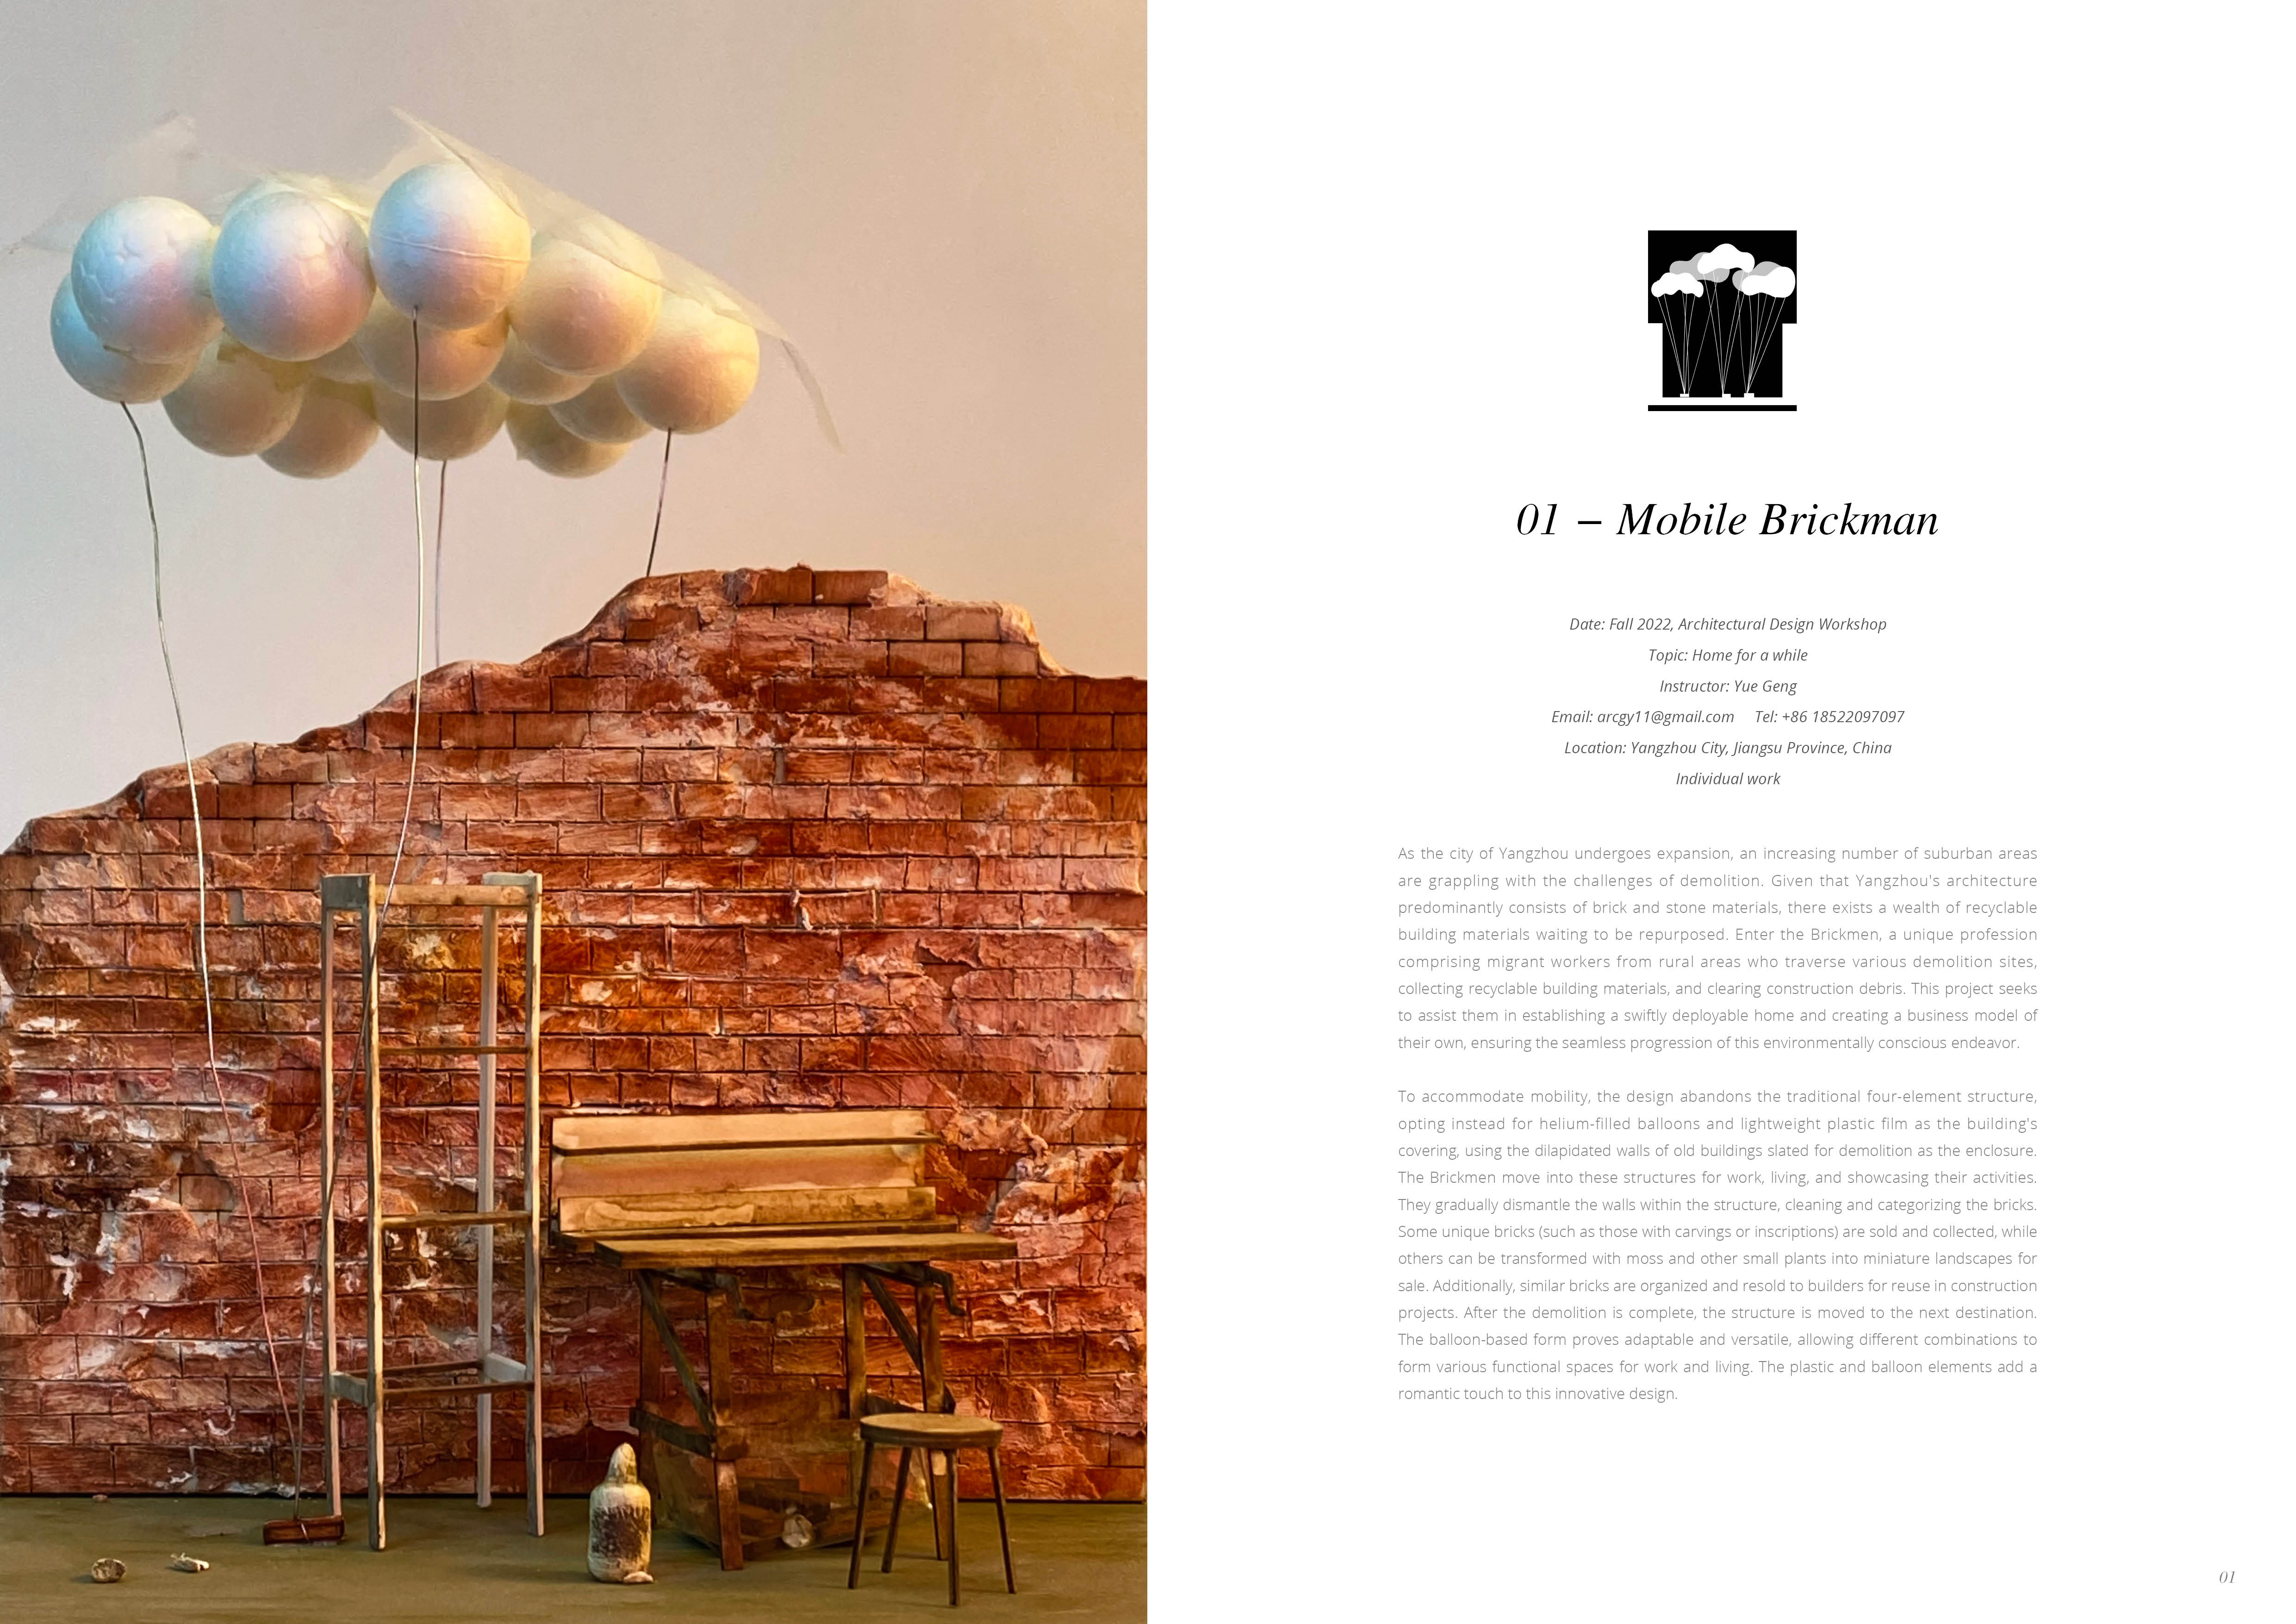 01 – Mobile Brickman
Date: Fall 2022, Architectural Design Workshop
Topic: Home for a while
Instructor: Yue Geng
Email: arcgy11@gmail.com Tel: +86 18522097097
Location: Yangzhou City, Jiangsu Province, China
Individual work
As the city of Yangzhou undergoes expansion, an increasing number of suburban areas
are grappling with the challenges of demolition. Given that Yangzhou's architecture
predominantly consists of brick and stone materials, there exists a wealth of recyclable
building materials waiting to be repurposed. Enter the Brickmen, a unique profession
comprising migrant workers from rural areas who traverse various demolition sites,
collecting recyclable building materials, and clearing construction debris. This project seeks
to assist them in establishing a swiftly deployable home and creating a business model of
their own, ensuring the seamless progression of this environmentally conscious endeavor.
To accommodate mobility, the design abandons the traditional four-element structure,
opting instead for helium-filled balloons and lightweight plastic film as the building's
covering, using the dilapidated walls of old buildings slated for demolition as the enclosure.
The Brickmen move into these structures for work, living, and showcasing their activities.
They gradually dismantle the walls within the structure, cleaning and categorizing the bricks.
Some unique bricks (such as those with carvings or inscriptions) are sold and collected, while
others can be transformed with moss and other small plants into miniature landscapes for
sale. Additionally, similar bricks are organized and resold to builders for reuse in construction
projects. After the demolition is complete, the structure is moved to the next destination.
The balloon-based form proves adaptable and versatile, allowing different combinations to
form various functional spaces for work and living. The plastic and balloon elements add a
romantic touch to this innovative design.
01